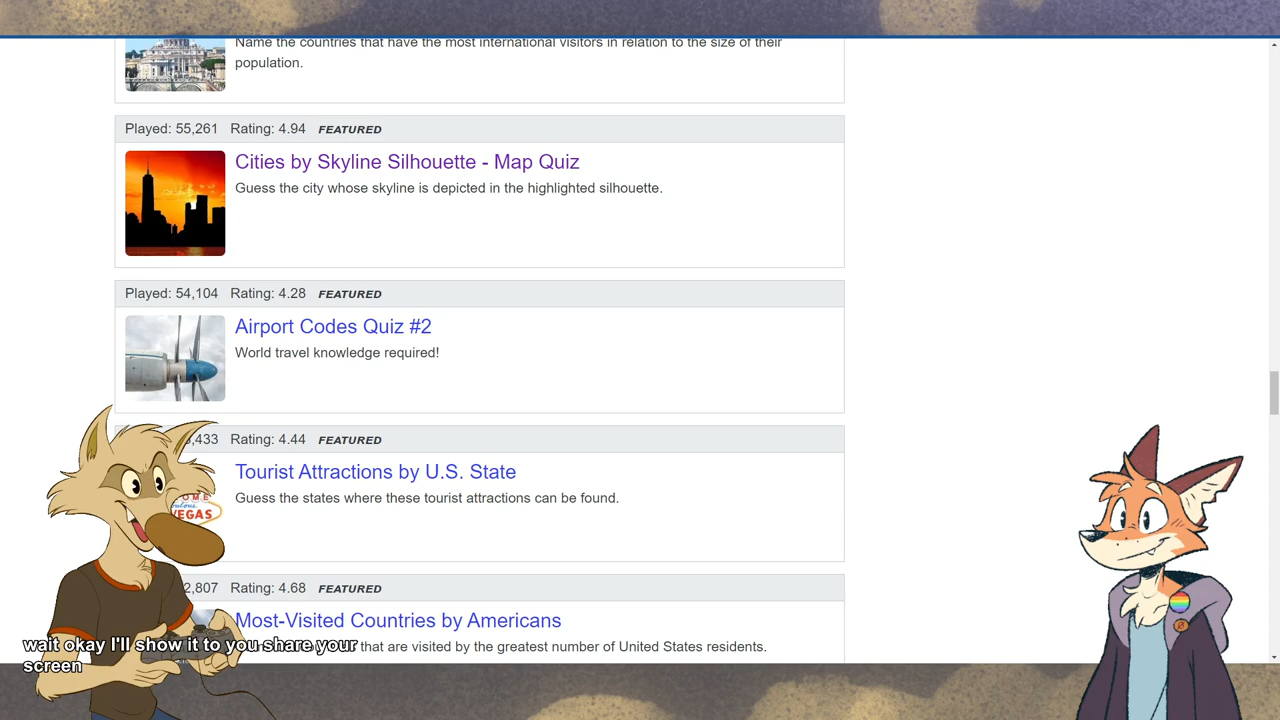 Name the countries that have the most international visitors in relation to the size of their
population.
Played: 55,261 Rating: 4.94 FEATURED
Cities by Skyline Silhouette - Map Quiz
Guess the city whose skyline is depicted in the highlighted silhouette.
Played: 54,104 Rating: 4.28 FEATURED
Airport Codes Quiz #2
World travel knowledge required!
,433 Rating: 4.44 FEATURED
Tourist Attractions by U.S. State
Guess the states where these tourist attractions can be found.
VEGAS
2,807 Rating: 4.68 FEATURED
Most-Visited Countries by Americans
that are visited by the greatest number of United States residents.
wait okay I'll show it to you share your
screen